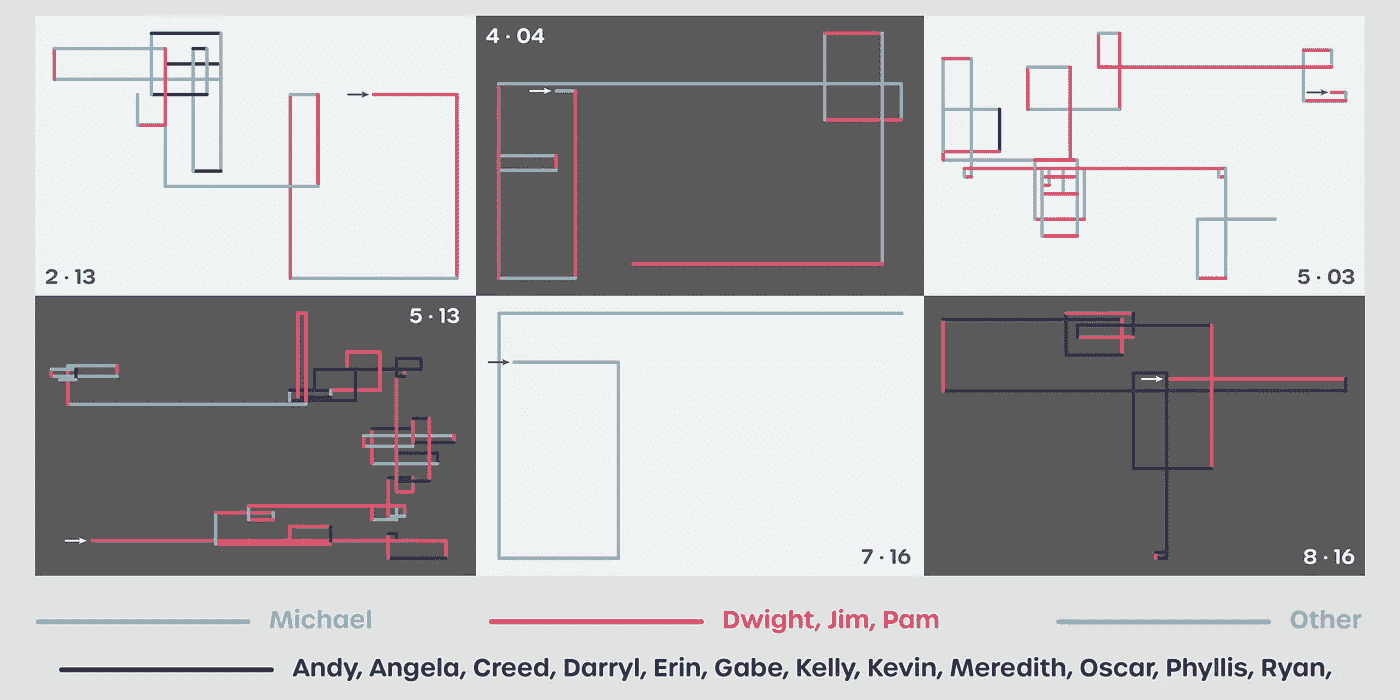 4 · 04
2 · 13
5 · 03
5 · 13
7 · 16
8 · 16
Michael
Dwight, Jim, Pam
Other
Andy, Angela, Creed, Darryl, Erin, Gabe, Kelly, Kevin, Meredith, Oscar, Phyllis, Ryan,